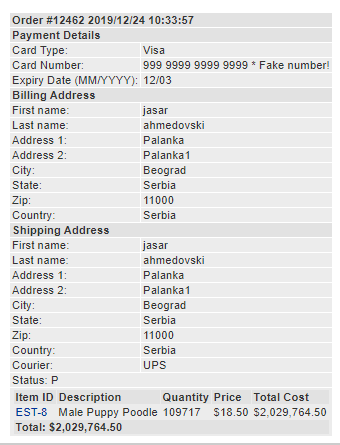 Order #12462 2019/12/24 10:33:57
Payment Details
Card Type: Visa
Card Number: 999 9999 9999 9999 * Fake number!
Expiry Date (MM/YYYY): 12/03
Billing Address
First name: jasar
Last name: ahmedovski
Address 1: Palanka
Address 2: Palanka1
City: Beograd
State: Serbia
Zip: 11000
Country: Serbia
Shipping Address
First name: jasar
Last name: ahmedovski
Address 1: Palanka
Address 2: Palanka1
City: Beograd
State: Serbia
Zip: 11000
Country: Serbia
Courier: UPS
Status: P
Item ID Description Quantity Price Total Cost
EST-8 Male Puppy Poodle 109717 $18.50 $2,029,764.50
Total: $2,029,764.50